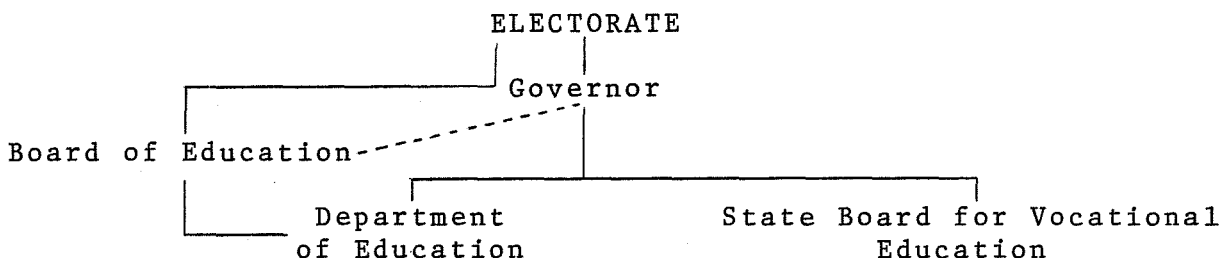 ELECTORATE
Governor
Board of Education
Department
of Education
State Board for Vocational
Education